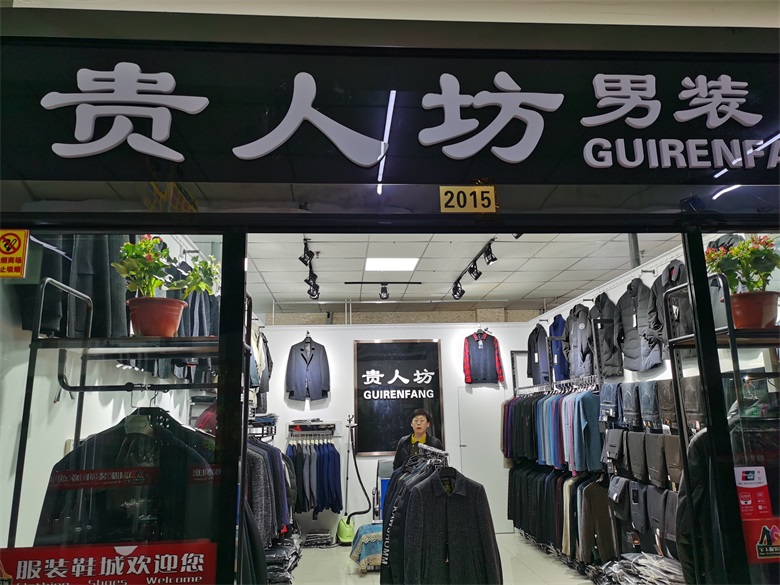 贵人坊 男装
GUIRENFA
2015
贵人坊
GUIRENFANG
服装鞋城欢迎您
Clothing Shoes Welcome